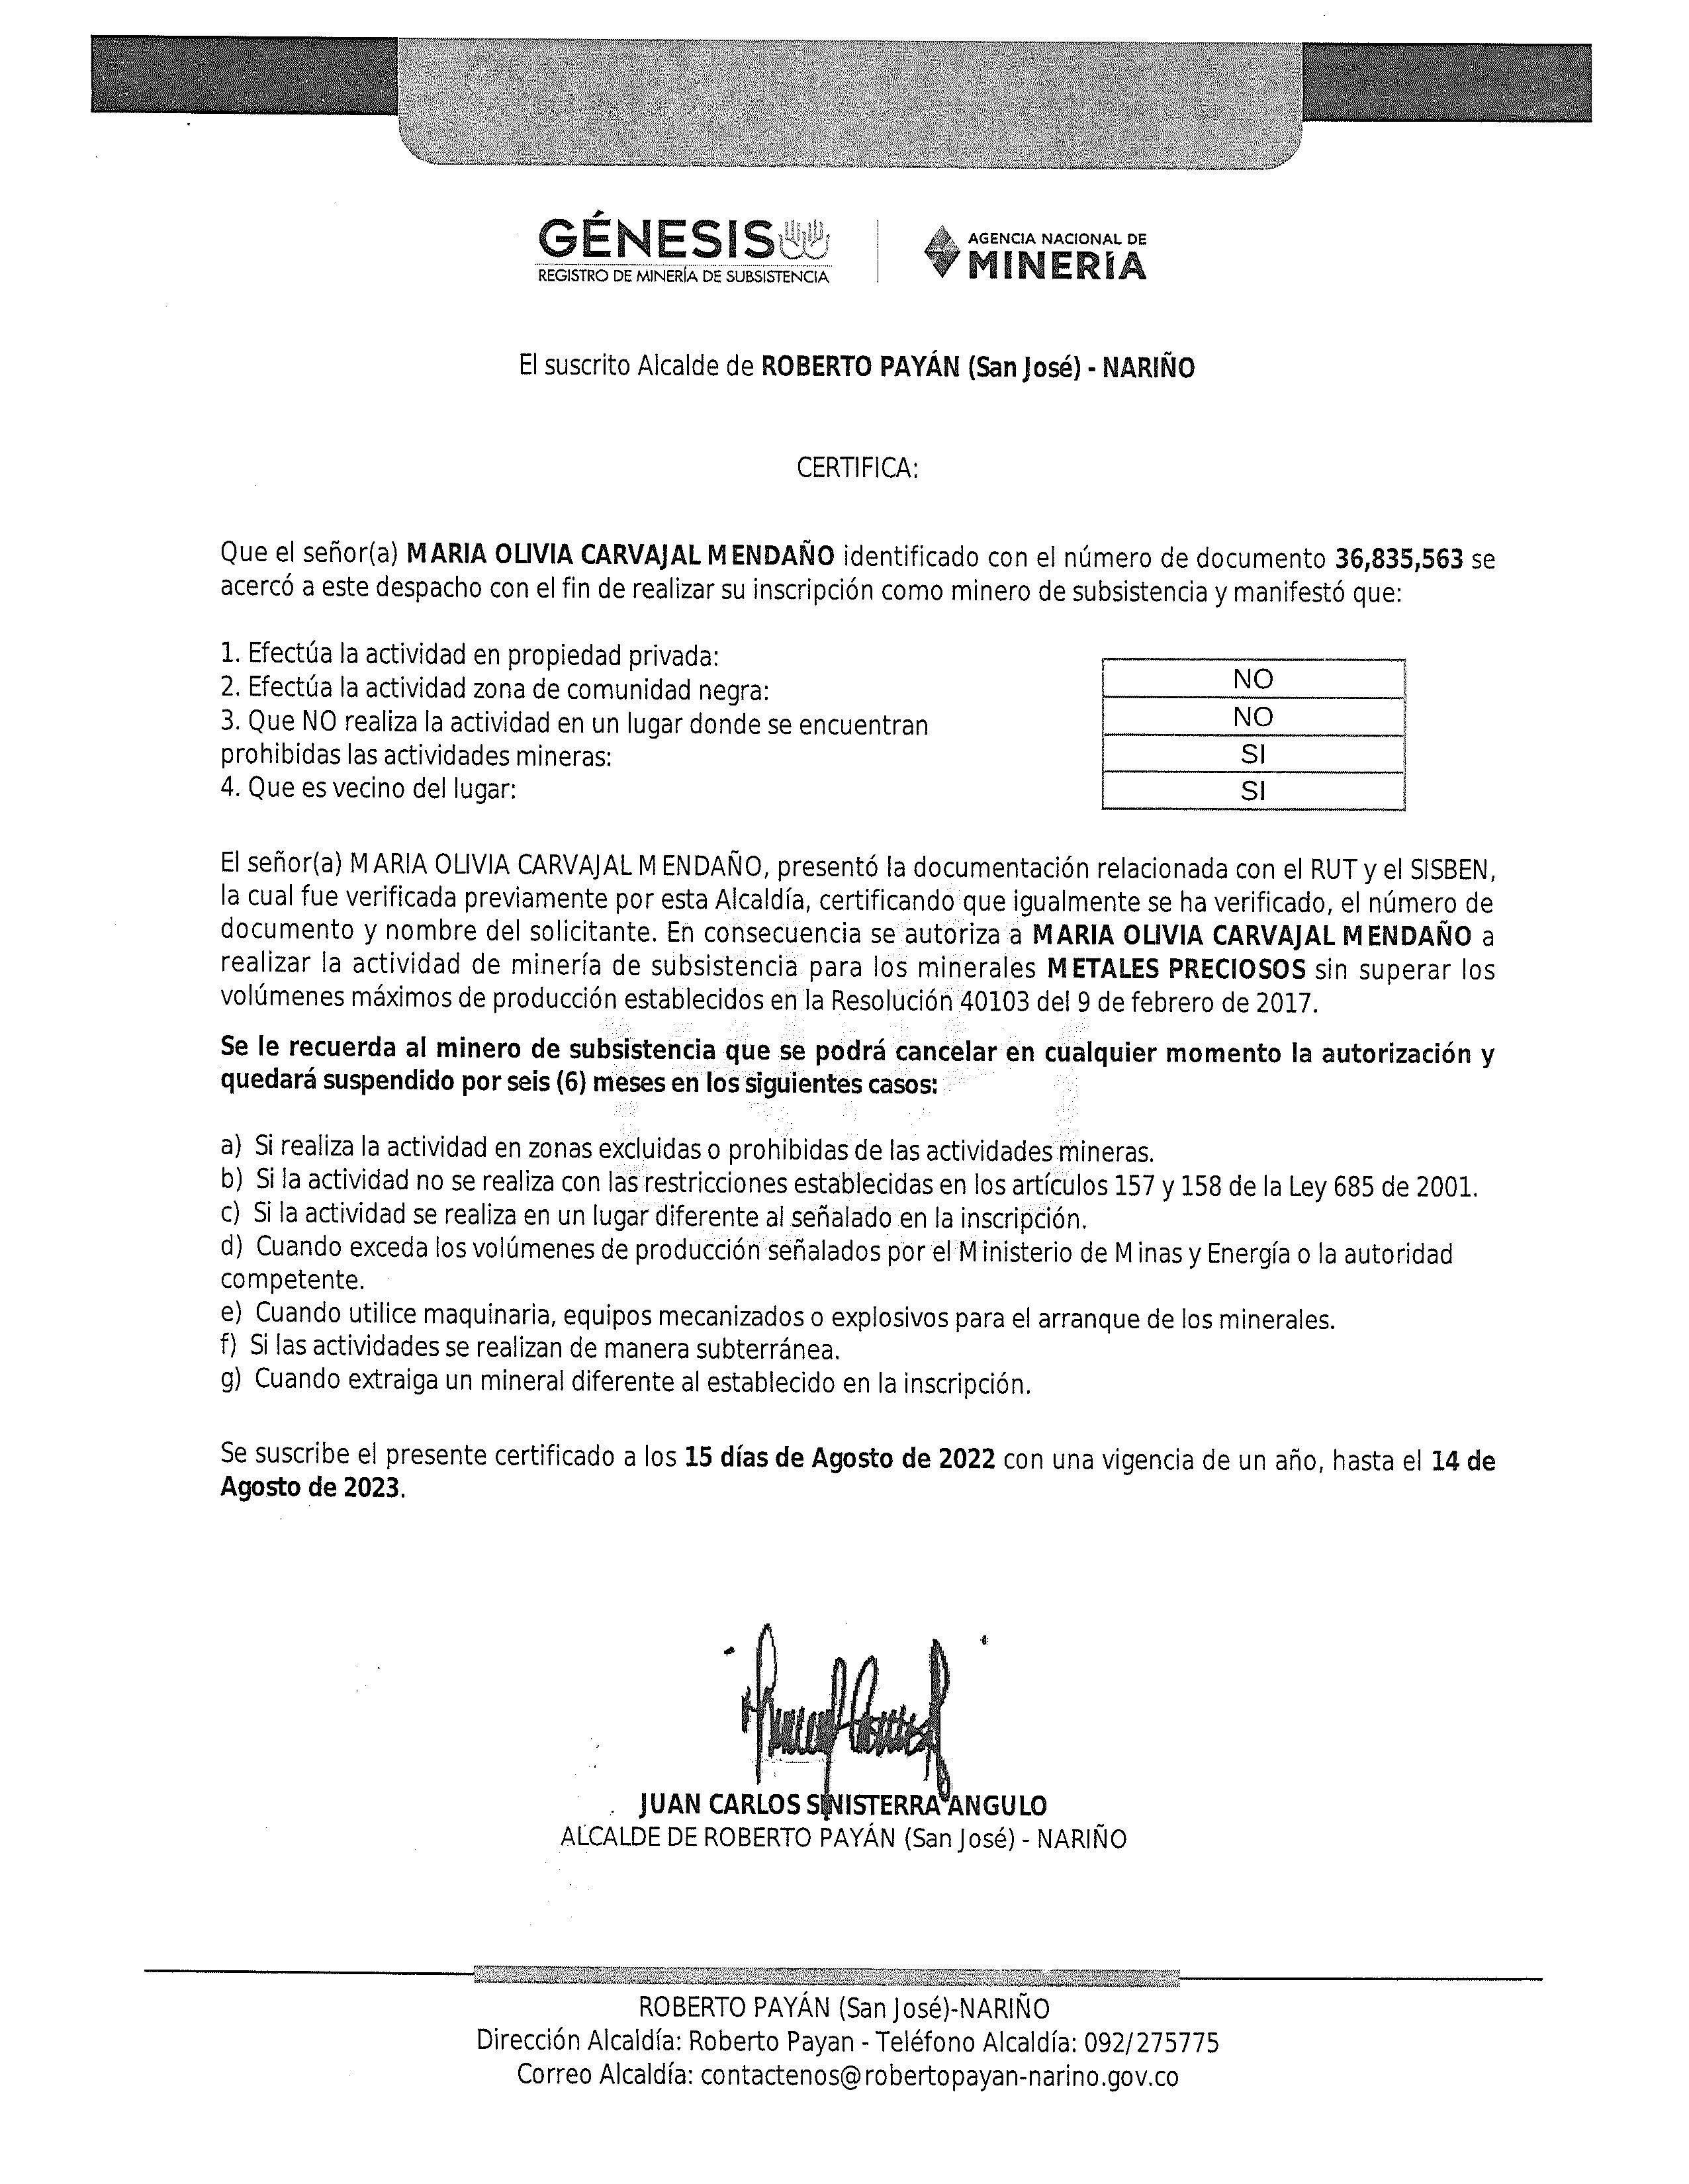 GÉNESIS
REGISTRO DE MINERÍA DE SUBSISTENCIA
AGENCIA NACIONAL DE
MINERÍA
El suscrito Alcalde de ROBERTO PAYÁN (San José) - NARIÑO
CERTIFICA:
Que el señor(a) MARIA OLIVIA CARVAJAL MENDAÑO identificado con el número de documento 36,835,563 se
acercó a este despacho con el fin de realizar su inscripción como minero de subsistencia y manifestó que:
1. Efectúa la actividad en propiedad privada:
NO
2. Efectúa la actividad zona de comunidad negra:
NO
3. Que NO realiza la actividad en un lugar donde se encuentran
prohibidas las actividades mineras:
SI
4. Que es vecino del lugar:
SI
El señor(a) MARIA OLIVIA CARVAJAL MENDAÑO, presentó la documentación relacionada con el RUT y el SISBEN,
la cual fue verificada previamente por esta Alcaldía, certificando que igualmente se ha verificado, el número de
documento y nombre del solicitante. En consecuencia se autoriza a MARIA OLIVIA CARVAJAL MENDAÑO a
realizar la actividad de minería de subsistencia para los minerales METALES PRECIOSOS sin superar los
volúmenes máximos de producción establecidos en la Resolución 40103 del 9 de febrero de 2017.
Se le recuerda al minero de subsistencia que se podrá cancelar en cualquier momento la autorización y
quedará suspendido por seis (6) meses en los siguientes casos:
a) Si realiza la actividad en zonas excluidas o prohibidas de las actividades mineras.
b) Si la actividad no se realiza con las restricciones establecidas en los artículos 157 y 158 de la Ley 685 de 2001.
c) Si la actividad se realiza en un lugar diferente al señalado en la inscripción.
d) Cuando exceda los volúmenes de producción señalados por el Ministerio de Minas y Energía o la autoridad
competente.
e) Cuando utilice maquinaria, equipos mecanizados o explosivos para el arranque de los minerales.
f) Si las actividades se realizan de manera subterránea.
g) Cuando extraiga un mineral diferente al establecido en la inscripción.
Se suscribe el presente certificado a los 15 días de Agosto de 2022 con una vigencia de un año, hasta el 14 de
Agosto de 2023.
JUAN CARLOS SINISTERRA ANGULO
ALCALDE DE ROBERTO PAYÁN (San José) - NARIÑO
ROBERTO PAYÁN (San José)-NARIÑO
Dirección Alcaldía: Roberto Payan - Teléfono Alcaldía: 092/275775
Correo Alcaldía: contactenos@robertopayan-narino.gov.co